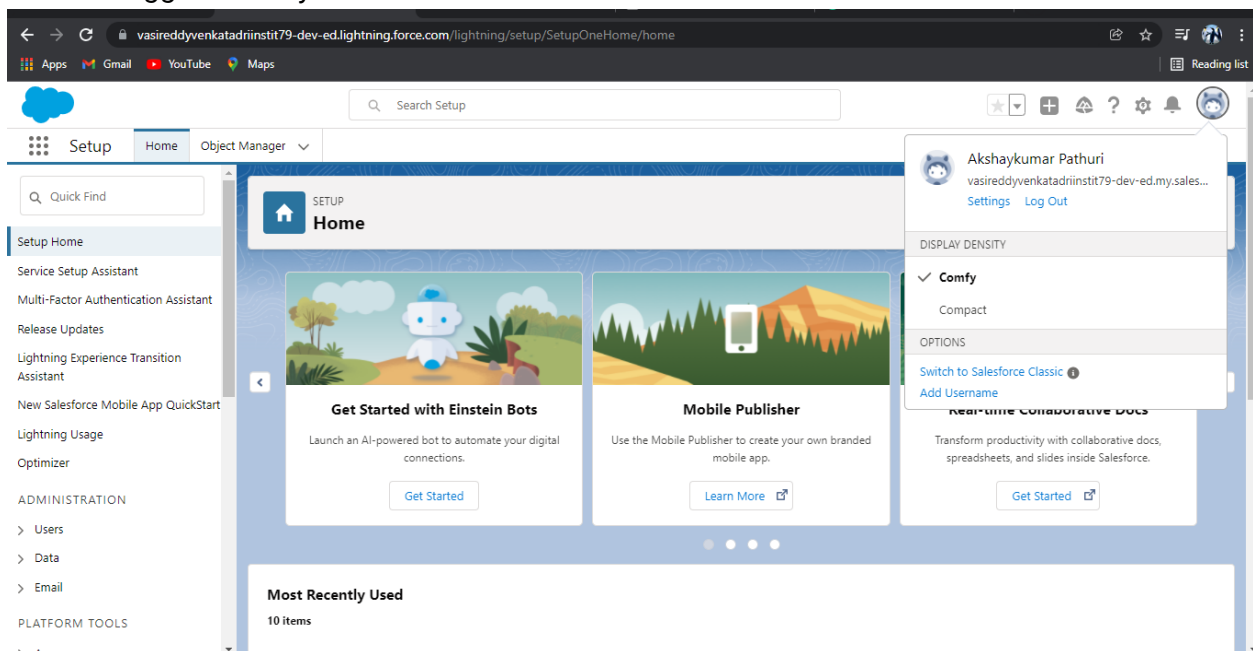 vasireddyvenkatadriinstit79-dev-ed.lightning.force.com/lightning/setup/SetupOneHome/home
Apps Gmail YouTube Maps Reading list
Search Setup
Setup Home Object Manager
Quick Find
Setup Home
Service Setup Assistant
Multi-Factor Authentication Assistant
Release Updates
Lightning Experience Transition
Assistant
New Salesforce Mobile App QuickStart
Lightning Usage
Optimizer
ADMINISTRATION
Users
Data
Email
PLATFORM TOOLS
SETUP
Home
Get Started with Einstein Bots
Launch an AI-powered bot to automate your digital
connections.
Get Started
Mobile Publisher
Use the Mobile Publisher to create your own branded
mobile app.
Learn More
Real-time Collaborative Docs
Transform productivity with collaborative docs,
spreadsheets, and slides inside Salesforce.
Get Started
Most Recently Used
10 items
Akshaykumar Pathuri
vasireddyvenkatadriinstit79-dev-ed.my.sales...
Settings Log Out
DISPLAY DENSITY
Comfy
Compact
OPTIONS
Switch to Salesforce Classic
Add Username